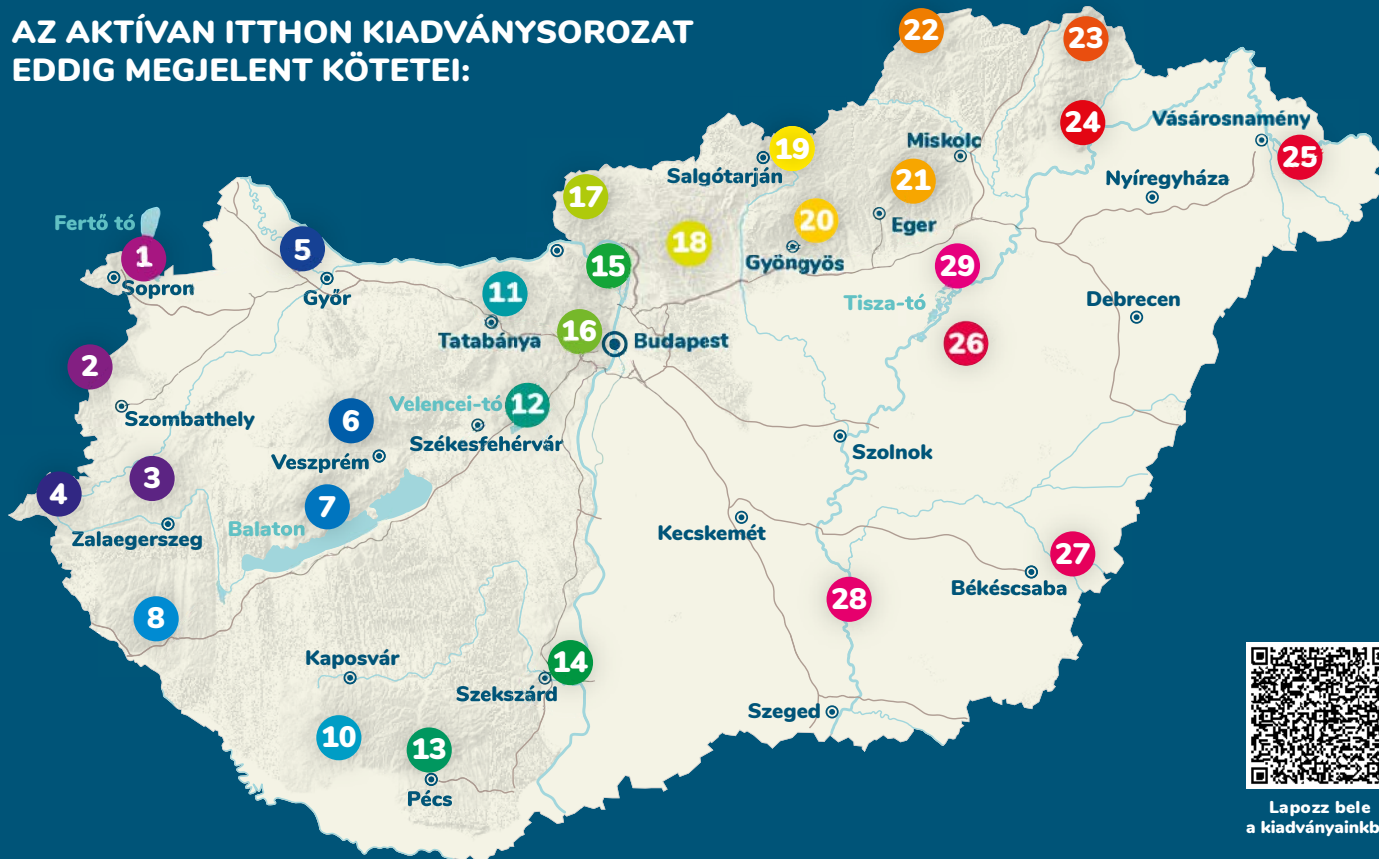 AZ AKTÍVAN ITTHON KIADVÁNYSOROZAT
EDDIG MEGJELENT KÖTETEI:
22
23
24
Vásárosnamény
25
19
Salgótarján
Miskolc
21
Nyíregyháza
17
20
Eger
Fertő tó
1
Sopron
5
Győr
18
Gyöngyös
15
29
Tisza-tó
Debrecen
11
Tatabánya
16
Budapest
26
2
Szombathely
6
Veszprém
Velencei-tó
12
Székesfehérvár
Szolnok
4
3
Zalaegerszeg
7
Balaton
Kecskemét
27
Békéscsaba
28
8
Kaposvár
14
Szekszárd
Szeged
10
13
Pécs
Lapozz bele
a